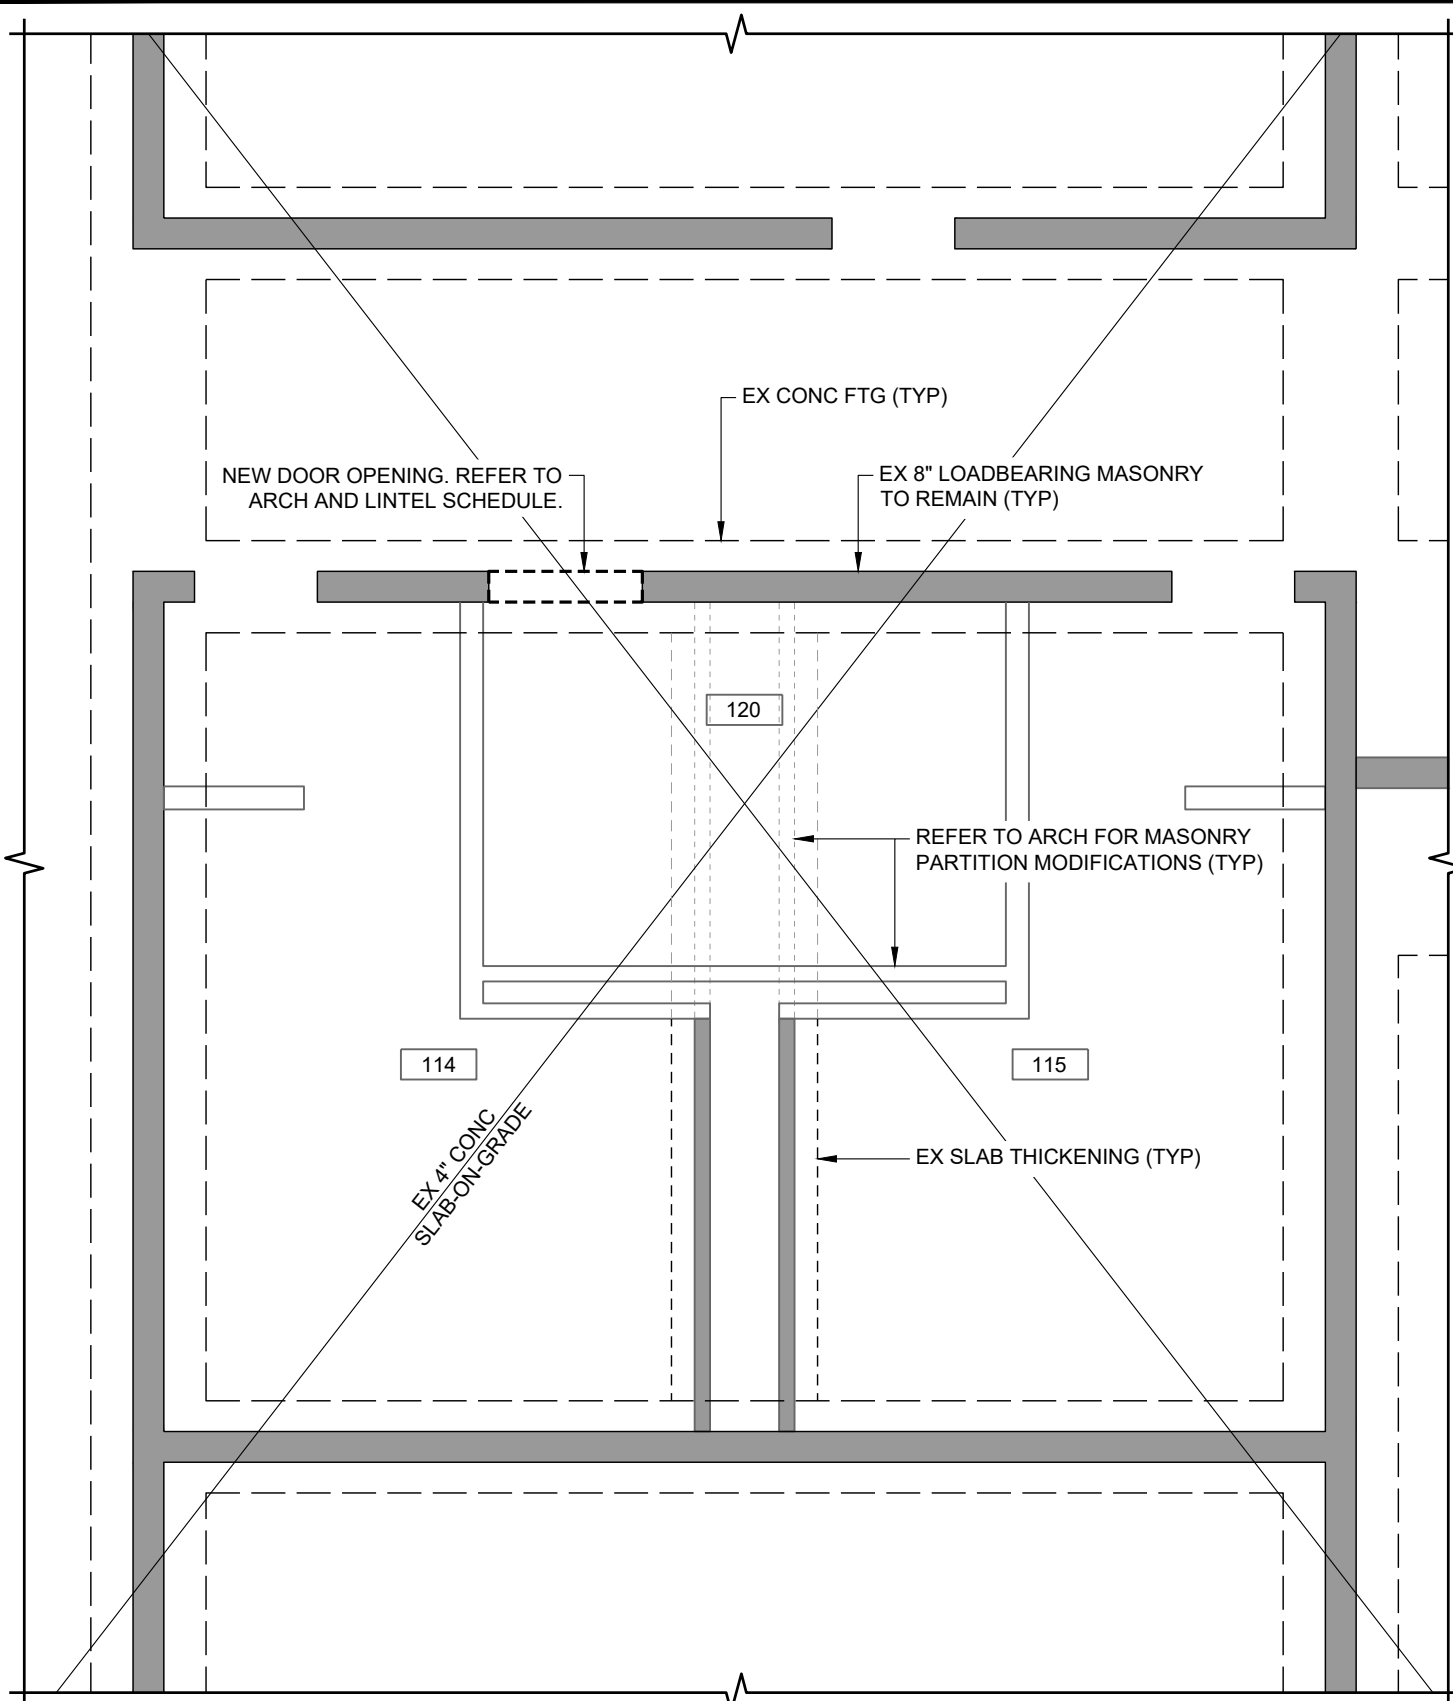 EX CONC FTG (TYP)
NEW DOOR OPENING. REFER TO
ARCH AND LINTEL SCHEDULE.
EX 8" LOADBEARING MASONRY
TO REMAIN (TYP)
120
REFER TO ARCH FOR MASONRY
PARTITION MODIFICATIONS (TYP)
114
115
EX 4" CONC
SLAB-ON-GRADE
EX SLAB THICKENING (TYP)